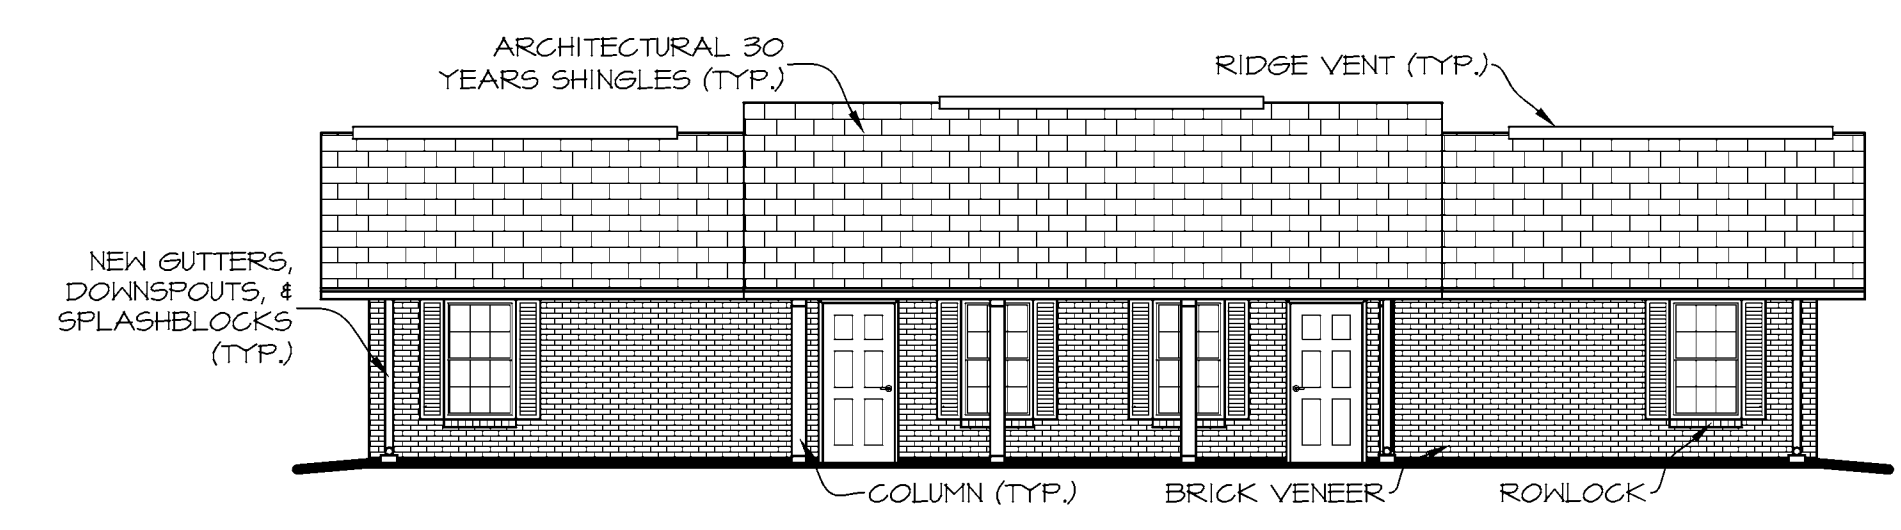 ARCHITECTURAL 30
YEARS SHINGLES (TYP.)
RIDGE VENT (TYP.)
NEW GUTTERS,
DOWNSPOUTS, &
SPLASHBLOCKS
(TYP.)
COLUMN (TYP.)
BRICK VENEER
ROWLOCK